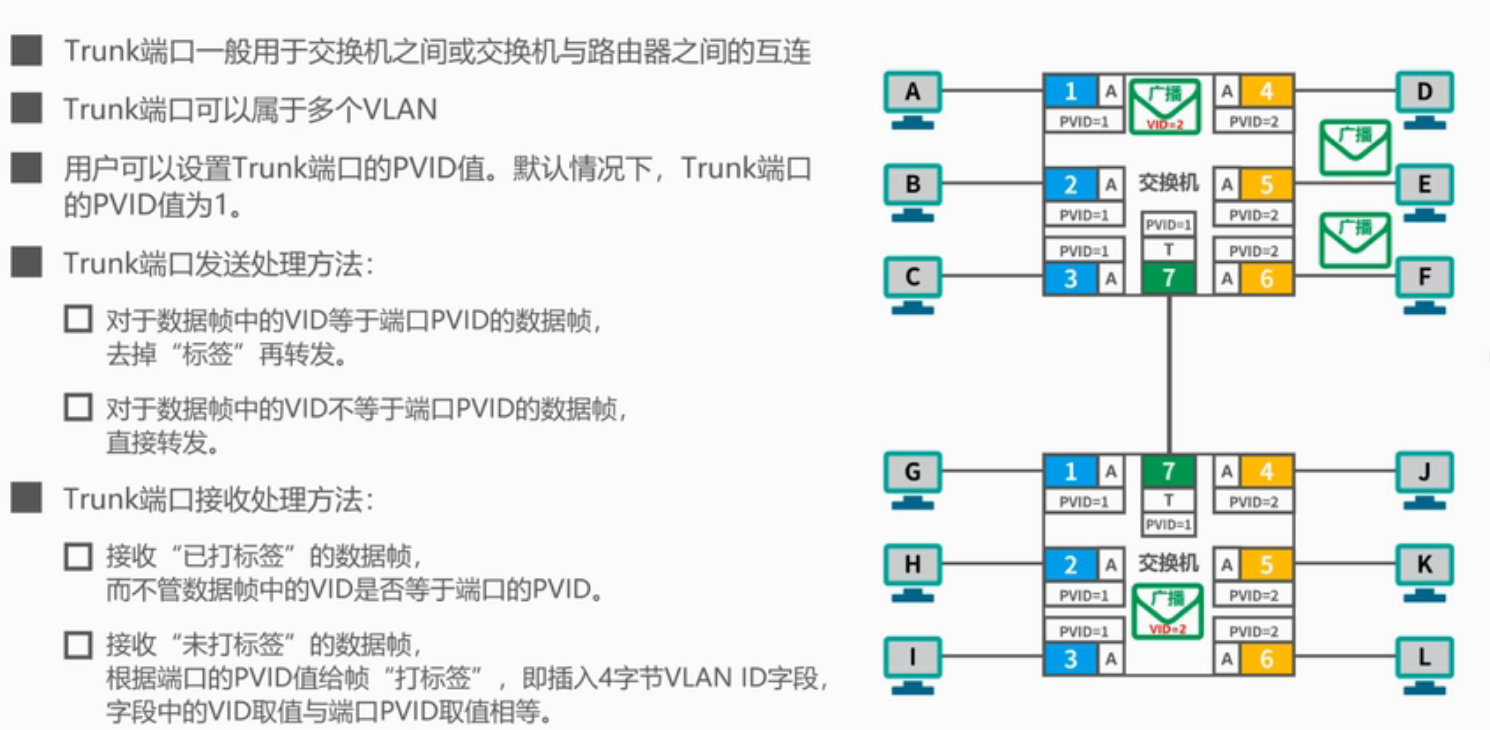 Trunk端口一般用于交换机之间或交换机与路由器之间的互连
Trunk端口可以属于多个VLAN
用户可以设置Trunk端口的PVID值。默认情况下，Trunk端口
的PVID值为1。
Trunk端口发送处理方法：
对于数据帧中的VID等于端口PVID的数据帧，
去掉“标签”再转发。
对于数据帧中的VID不等于端口PVID的数据帧，
直接转发。
Trunk端口接收处理方法：
接收“已打标签”的数据帧，
而不管数据帧中的VID是否等于端口的PVID。
接收“未打标签”的数据帧，
根据端口的PVID值给帧“打标签”，即插入4字节VLAN ID字段，
字段中的VID取值与端口PVID取值相等。
A 1 A 广播 A 4 D
PVID=1 VID=2 PVID=2
广播
B 2 A 交换机 A 5 E
PVID=1 PVID=1 PVID=2
广播
PVID=1 T PVID=2
C 3 A 7 A 6 F
G 1 A 7 A 4 J
PVID=1 T PVID=2
PVID=1
H 2 A 交换机 A 5 K
PVID=1 广播 PVID=2
PVID=1 VID=2 PVID=2
I 3 A A 6 L